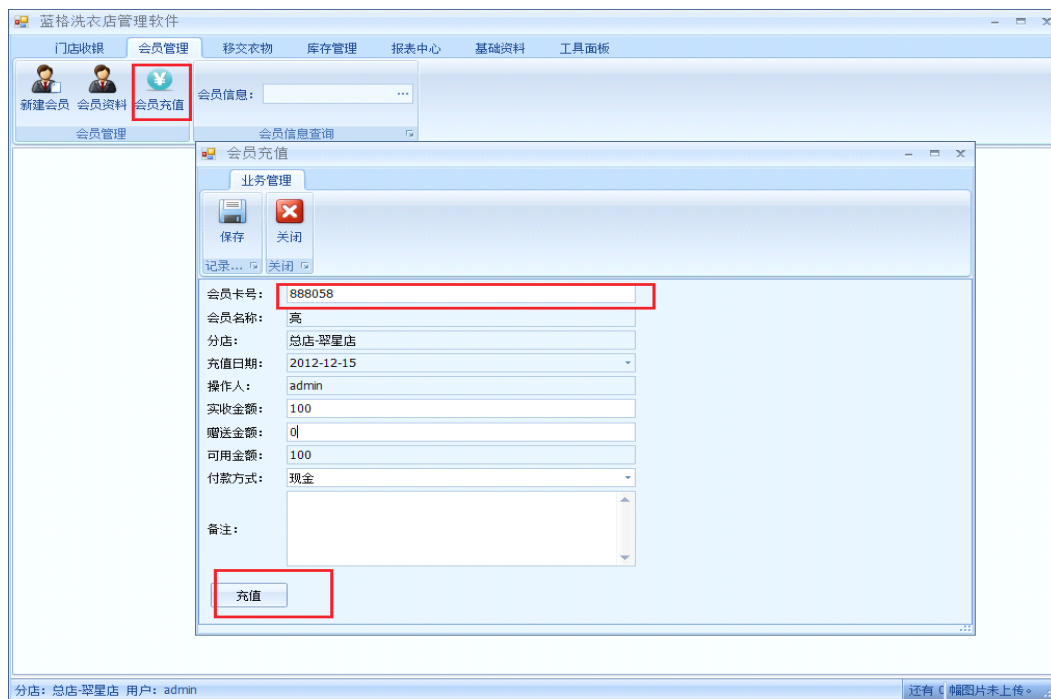 蓝格洗衣店管理软件
门店收银 会员管理 移交衣物 库存管理 报表中心 基础资料 工具面板
新建会员 会员资料 会员充值 会员信息: ...
会员管理 会员信息查询
会员充值
业务管理
保存 关闭
记录... 关闭
会员卡号: 888058
会员名称: 亮
分店: 总店-翠星店
充值日期: 2012-12-15
操作人: admin
实收金额: 100
赠送金额: 0
可用金额: 100
付款方式: 现金
备注:
充值
分店: 总店-翠星店 用户: admin 还有 0 幅图片未上传。